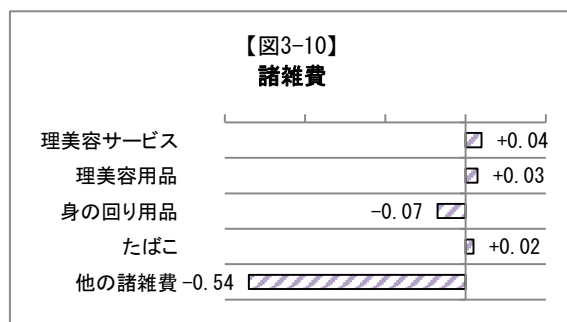 【図3-10】
諸雑費
理美容サービス +0.04
理美容用品 +0.03
身の回り用品 -0.07
たばこ +0.02
他の諸雑費 -0.54